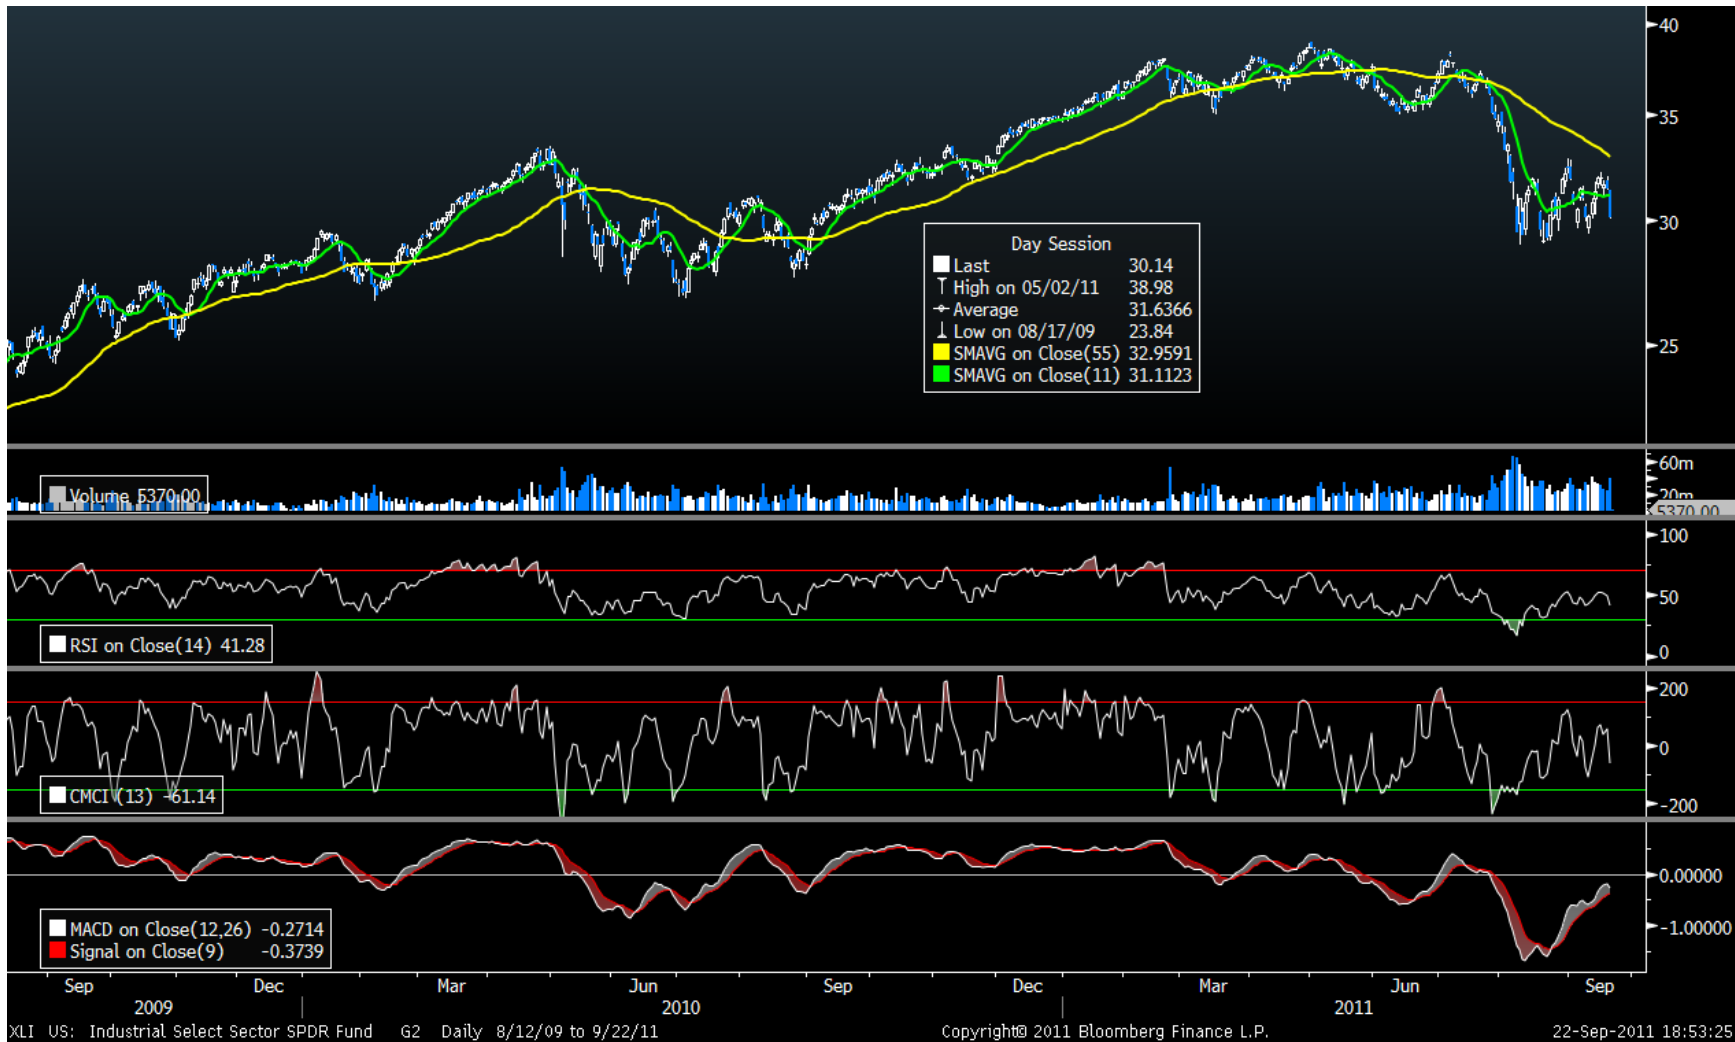 40
35
30
25
Day Session
Last 30.14
High on 05/02/11 38.98
Average 31.6366
Low on 08/17/09 23.84
SMAVG on Close(55) 32.9591
SMAVG on Close(11) 31.1123
60m
20m
5370.00
Volume 5370.00
100
50
0
RSI on Close(14) 41.28
200
0
-200
CMCI (13) -61.14
0.00000
-1.00000
MACD on Close(12,26) -0.2714
Signal on Close(9) -0.3739
Sep Dec Mar Jun Sep Dec Mar Jun Sep
2009 2010 2011
XLI US: Industrial Select Sector SPDR Fund G2 Daily 8/12/09 to 9/22/11 Copyright© 2011 Bloomberg Finance L.P. 22-Sep-2011 18:53:25